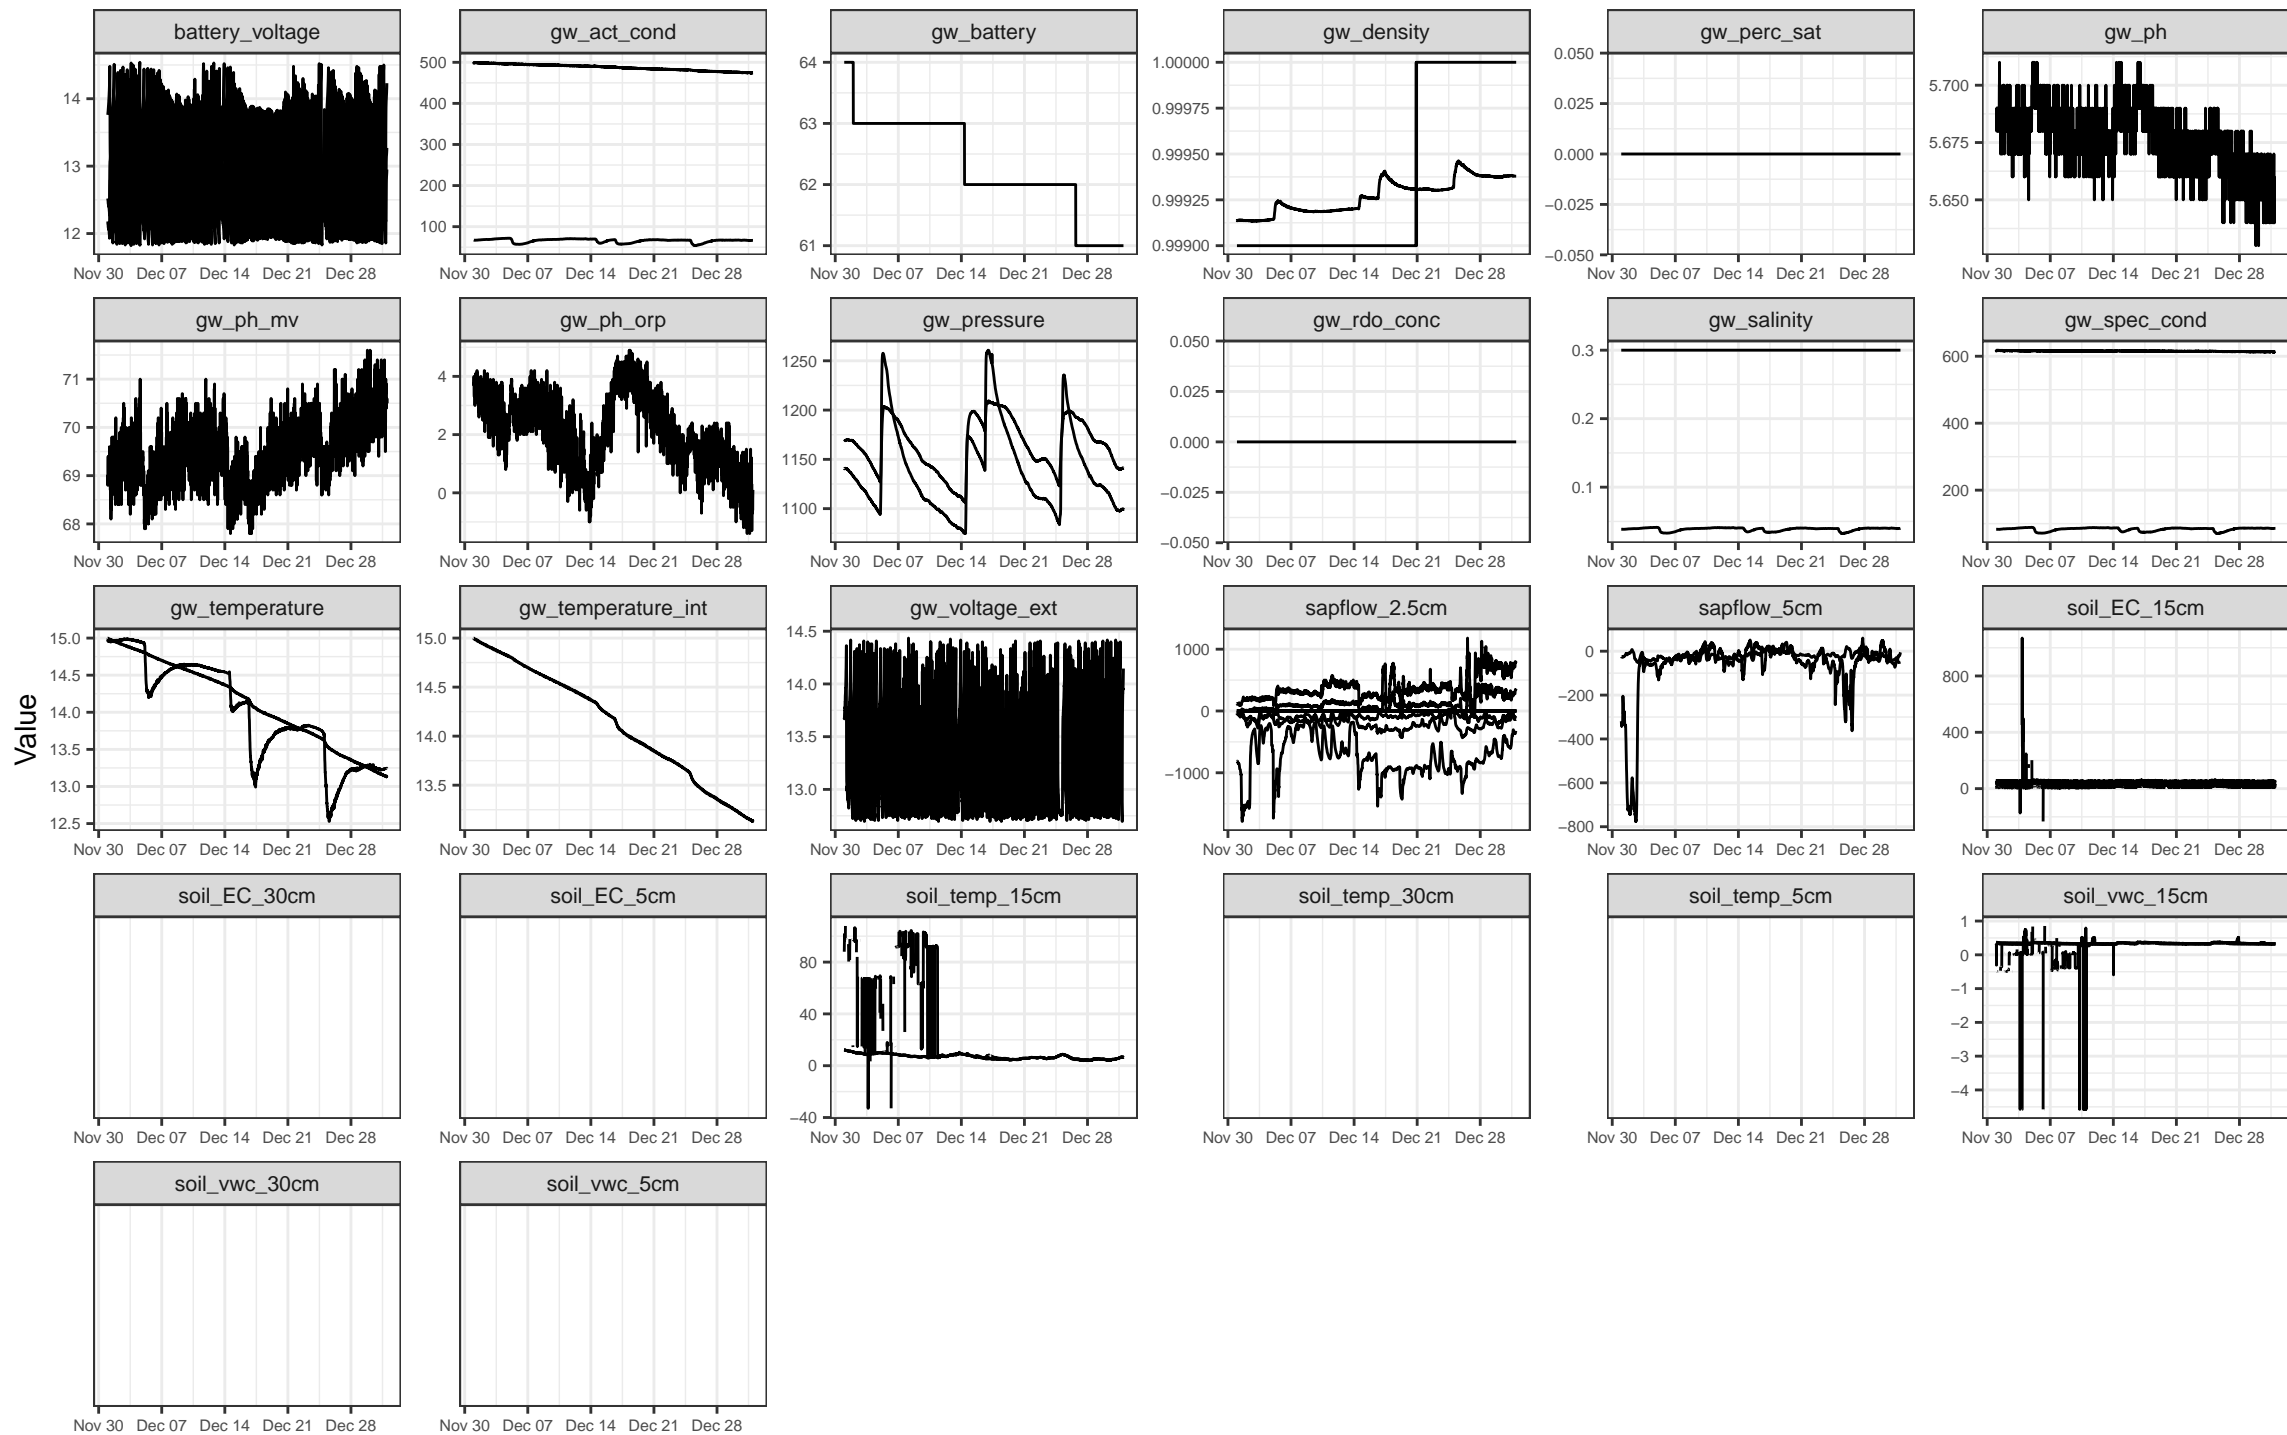 battery_voltage gw_act_cond gw_battery gw_density gw_perc_sat gw_ph
14 13 12
500 400 300 200 100
64 63 62 61
1.00000 0.99975 0.99950 0.99925 0.99900
0.050 0.025 0.000 −0.025 −0.050
5.700 5.675 5.650
Nov 30 Dec 07 Dec 14 Dec 21 Dec 28 Nov 30 Dec 07 Dec 14 Dec 21 Dec 28 Nov 30 Dec 07 Dec 14 Dec 21 Dec 28 Nov 30 Dec 07 Dec 14 Dec 21 Dec 28 Nov 30 Dec 07 Dec 14 Dec 21 Dec 28 Nov 30 Dec 07 Dec 14 Dec 21 Dec 28
gw_ph_mv gw_ph_orp gw_pressure gw_rdo_conc gw_salinity gw_spec_cond
71 70 69 68
4 2 0
1250 1200 1150 1100
0.050 0.025 0.000 −0.025 −0.050
0.3 0.2 0.1
600 400 200
Nov 30 Dec 07 Dec 14 Dec 21 Dec 28 Nov 30 Dec 07 Dec 14 Dec 21 Dec 28 Nov 30 Dec 07 Dec 14 Dec 21 Dec 28 Nov 30 Dec 07 Dec 14 Dec 21 Dec 28 Nov 30 Dec 07 Dec 14 Dec 21 Dec 28 Nov 30 Dec 07 Dec 14 Dec 21 Dec 28
Value
gw_temperature gw_temperature_int gw_voltage_ext sapflow_2.5cm sapflow_5cm soil_EC_15cm
15.0 14.5 14.0 13.5 13.0 12.5
15.0 14.5 14.0 13.5
14.5 14.0 13.5 13.0
1000 0 −1000
0 −200 −400 −600 −800
800 400 0
Nov 30 Dec 07 Dec 14 Dec 21 Dec 28 Nov 30 Dec 07 Dec 14 Dec 21 Dec 28 Nov 30 Dec 07 Dec 14 Dec 21 Dec 28 Nov 30 Dec 07 Dec 14 Dec 21 Dec 28 Nov 30 Dec 07 Dec 14 Dec 21 Dec 28 Nov 30 Dec 07 Dec 14 Dec 21 Dec 28
soil_EC_30cm soil_EC_5cm soil_temp_15cm soil_temp_30cm soil_temp_5cm soil_vwc_15cm
80 40 0 −40
1 0 −1 −2 −3 −4
Nov 30 Dec 07 Dec 14 Dec 21 Dec 28 Nov 30 Dec 07 Dec 14 Dec 21 Dec 28 Nov 30 Dec 07 Dec 14 Dec 21 Dec 28 Nov 30 Dec 07 Dec 14 Dec 21 Dec 28 Nov 30 Dec 07 Dec 14 Dec 21 Dec 28 Nov 30 Dec 07 Dec 14 Dec 21 Dec 28
soil_vwc_30cm soil_vwc_5cm
Nov 30 Dec 07 Dec 14 Dec 21 Dec 28 Nov 30 Dec 07 Dec 14 Dec 21 Dec 28